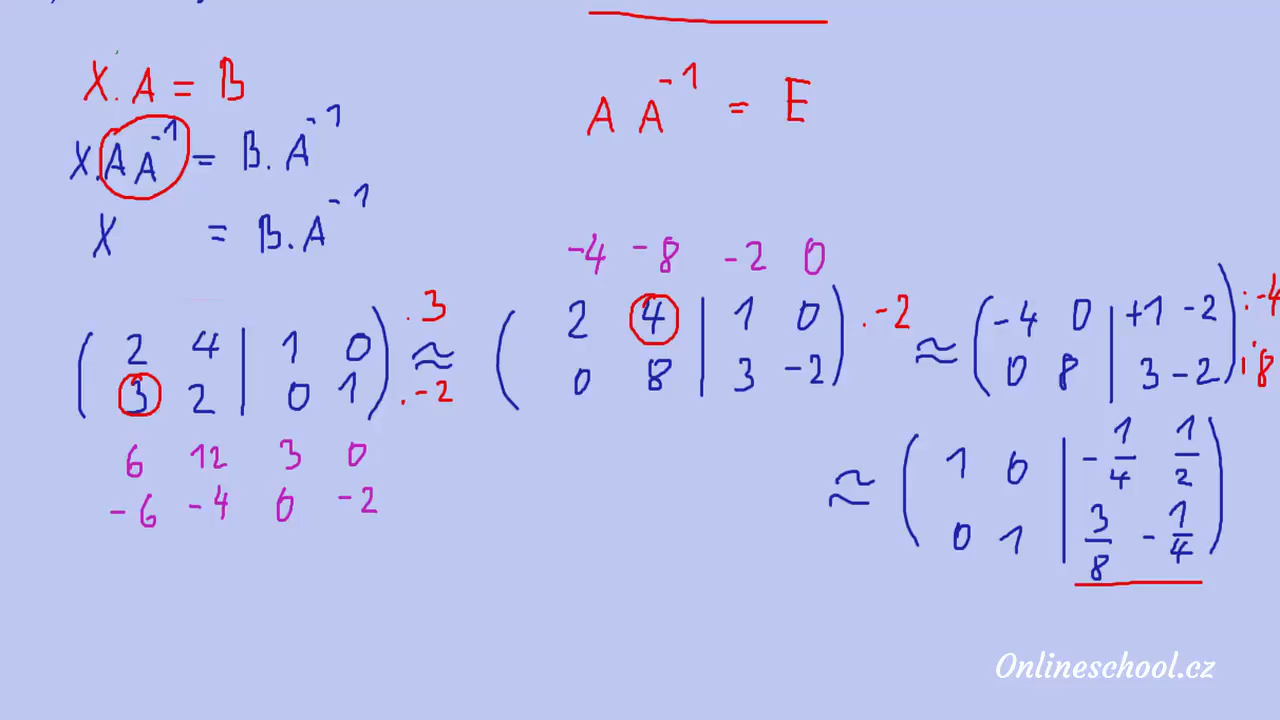 X. A = B
A A⁻¹ = E
X. A A⁻¹ = B. A⁻¹
X = B. A⁻¹
-4 -8 -2 0
( 2 4 | 1 0 ) . 3 ≈ ( 2 4 | 1 0 ) . -2 ≈ ( -4 0 | +1 -2 ) : -4
( 3 2 | 0 1 ) . -2 ( 0 8 | 3 -2 ) ( 0 8 | 3 -2 ) : 8
6 12 3 0
-6 -4 0 -2
≈ ( 1 0 | -1/4 1/2 )
( 0 1 | 3/8 -1/4 )
Onlineschool.cz